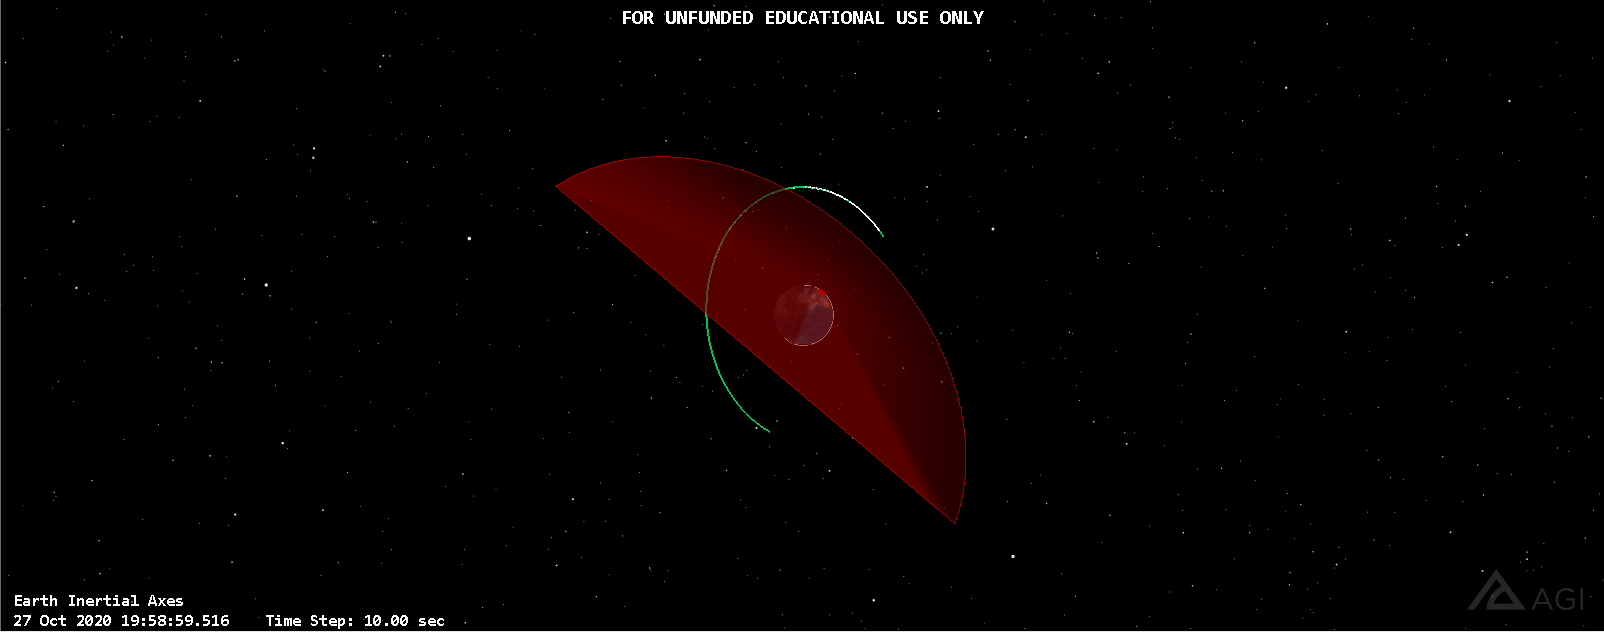 FOR UNFUNDED EDUCATIONAL USE ONLY
Earth Inertial Axes
27 Oct 2020 19:58:59.516 Time Step: 10.00 sec
AGI